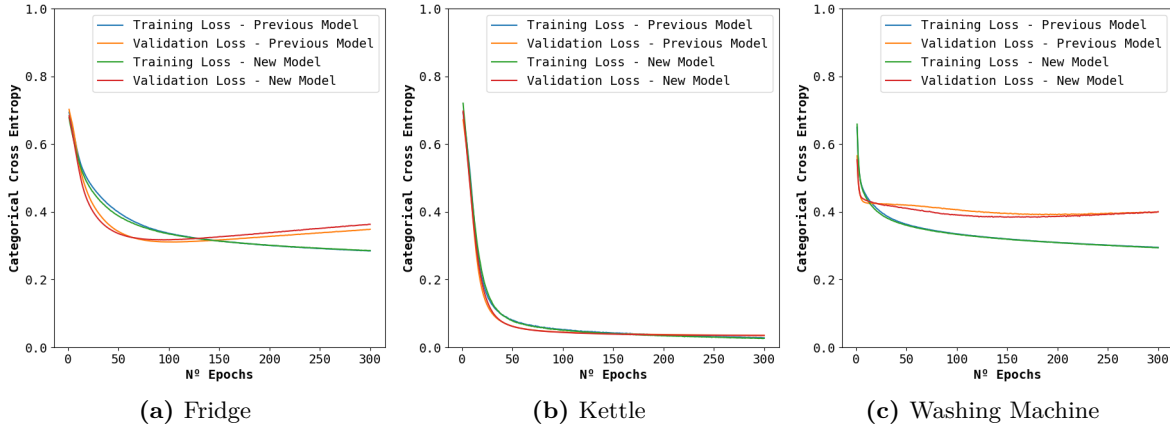 Categorical Cross Entropy
1.0
0.8
0.6
0.4
0.2
0.0
Training Loss - Previous Model
Validation Loss - Previous Model
Training Loss - New Model
Validation Loss - New Model
0 50 100 150 200 250 300
Nº Epochs
(a) Fridge
Categorical Cross Entropy
1.0
0.8
0.6
0.4
0.2
0.0
Training Loss - Previous Model
Validation Loss - Previous Model
Training Loss - New Model
Validation Loss - New Model
0 50 100 150 200 250 300
Nº Epochs
(b) Kettle
Categorical Cross Entropy
1.0
0.8
0.6
0.4
0.2
0.0
Training Loss - Previous Model
Validation Loss - Previous Model
Training Loss - New Model
Validation Loss - New Model
0 50 100 150 200 250 300
Nº Epochs
(c) Washing Machine